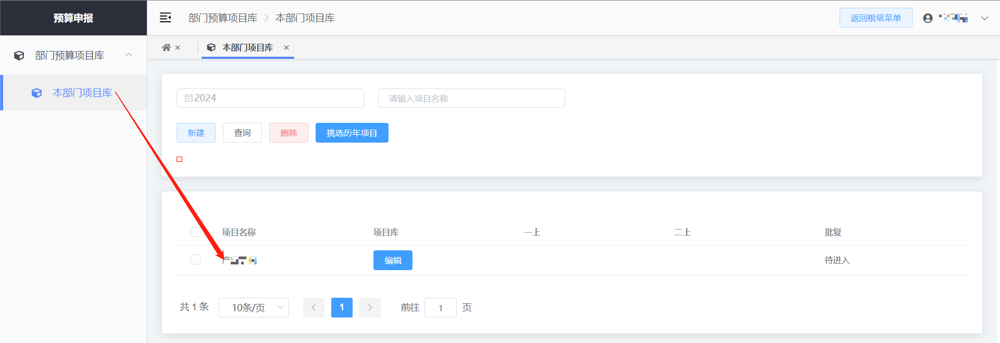 预算申报
部门预算项目库 > 本部门项目库
返回根级菜单
部门预算项目库
本部门项目库
本部门项目库
2024
请输入项目名称
新建
查询
删除
挑选历年项目
项目名称
项目库
一上
二上
批复
产
编辑
待进入
共 1 条
10条/页
1
前往
1
页